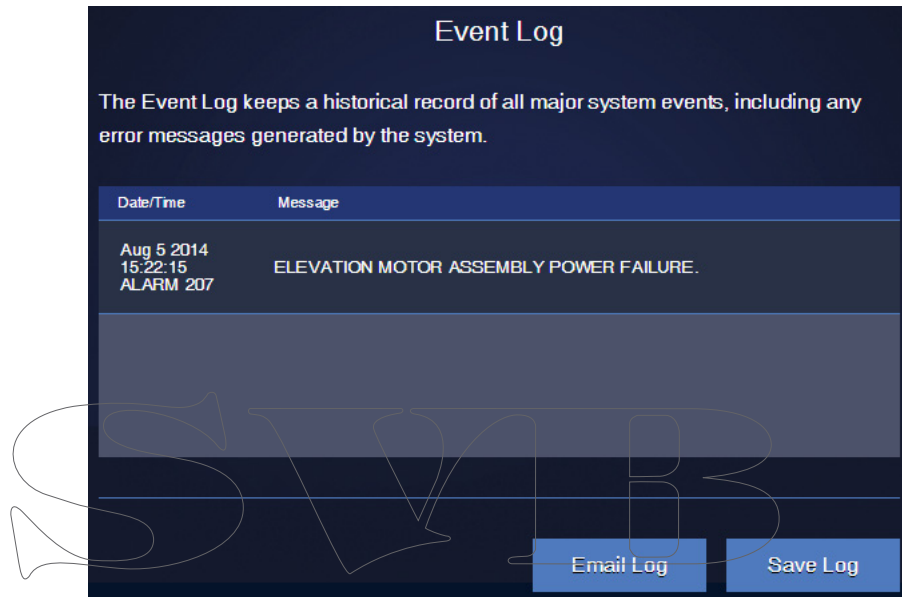 Event Log
The Event Log keeps a historical record of all major system events, including any
error messages generated by the system.
Date/Time Message
Aug 5 2014
15:22:15
ALARM 207
ELEVATION MOTOR ASSEMBLY POWER FAILURE.
SVB
Email Log Save Log